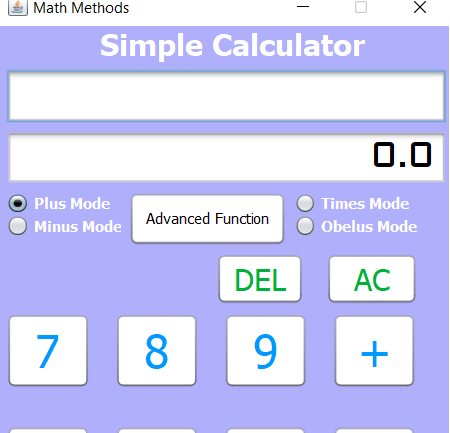 Math Methods
Simple Calculator
0.0
Plus Mode
Minus Mode
Advanced Function
Times Mode
Obelus Mode
DEL AC
7 8 9 +